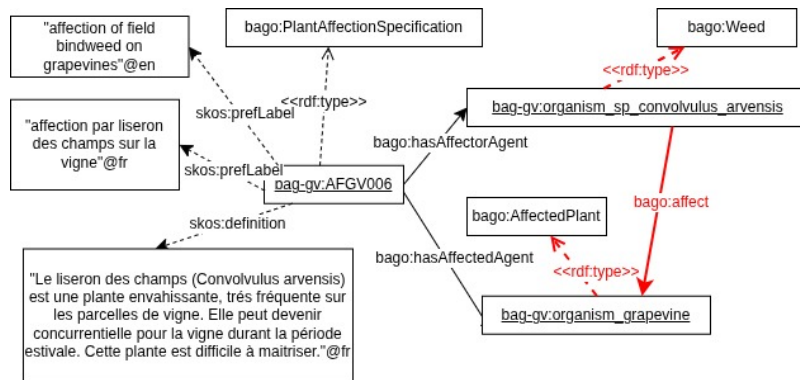 "affection of field
bindweed on
grapevines"@en
bago:PlantAffectionSpecification
bago:Weed
<<rdf:type>>
<<rdf:type>>
skos:prefLabel
bag-gv:organism_sp_convolvulus_arvensis
"affection par liseron
des champs sur la
vigne"@fr
bago:hasAffectorAgent
skos:prefLabel
bag-gv:AFGV006
bago:affect
bago:AffectedPlant
skos:definition
bago:hasAffectedAgent
<<rdf:type>>
"Le liseron des champs (Convolvulus arvensis)
est une plante envahissante, trés fréquente sur
les parcelles de vigne. Elle peut devenir
concurrentielle pour la vigne durant la période
estivale. Cette plante est difficile à maitriser."@fr
bag-gv:organism_grapevine